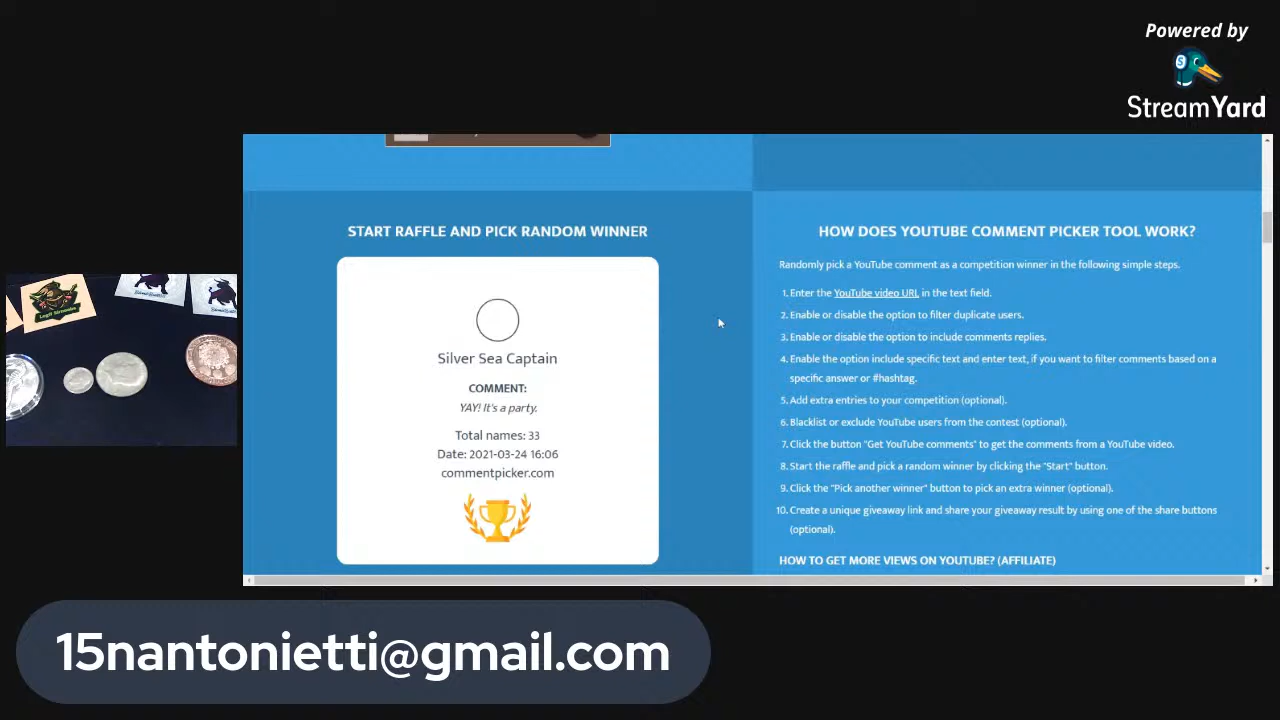 Powered by
StreamYard
START RAFFLE AND PICK RANDOM WINNER
Silver Sea Captain
COMMENT:
YAY! It's a party.
Total names: 33
Date: 2021-03-24 16:06
commentpicker.com
HOW DOES YOUTUBE COMMENT PICKER TOOL WORK?
Randomly pick a YouTube comment as a competition winner in the following simple steps.
1. Enter the YouTube video URL in the text field.
2. Enable or disable the option to filter duplicate users.
3. Enable or disable the option to include comments replies.
4. Enable the option include specific text and enter text, if you want to filter comments based on a
specific answer or #hashtag.
5. Add extra entries to your competition (optional).
6. Blacklist or exclude YouTube users from the contest (optional).
7. Click the button "Get YouTube comments" to get the comments from a YouTube video.
8. Start the raffle and pick a random winner by clicking the "Start" button.
9. Click the "Pick another winner" button to pick an extra winner (optional).
10. Create a unique giveaway link and share your giveaway result by using one of the share buttons
(optional).
HOW TO GET MORE VIEWS ON YOUTUBE? (AFFILIATE)
15nantonietti@gmail.com